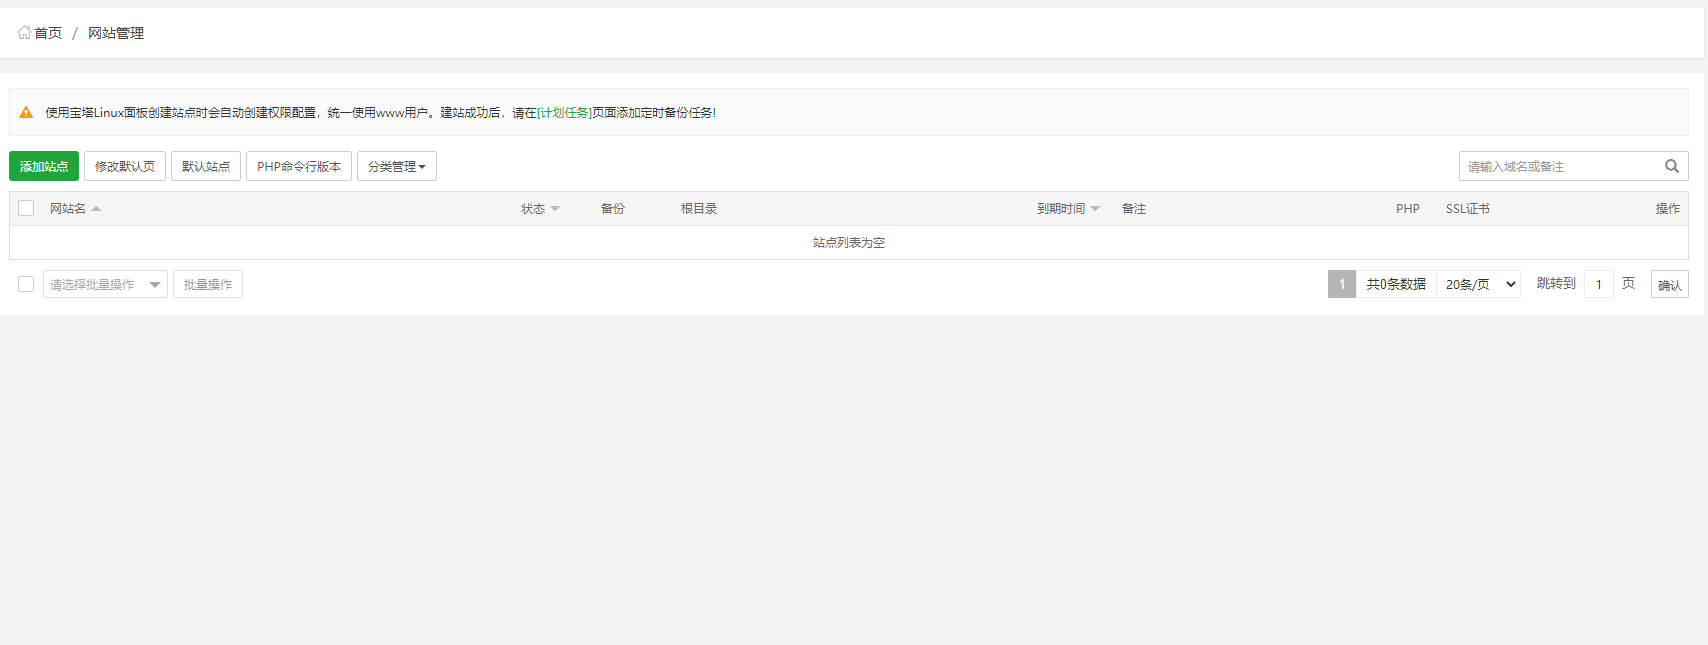 首页 / 网站管理
使用宝塔Linux面板创建站点时会自动创建权限配置，统一使用www用户。建站成功后，请在[计划任务]页面添加定时备份任务!
添加站点 修改默认页 默认站点 PHP命令行版本 分类管理 请输入域名或备注
网站名 状态 备份 根目录 到期时间 备注 PHP SSL证书 操作
站点列表为空
请选择批量操作 批量操作 1 共0条数据 20条/页 跳转到 1 页 确认